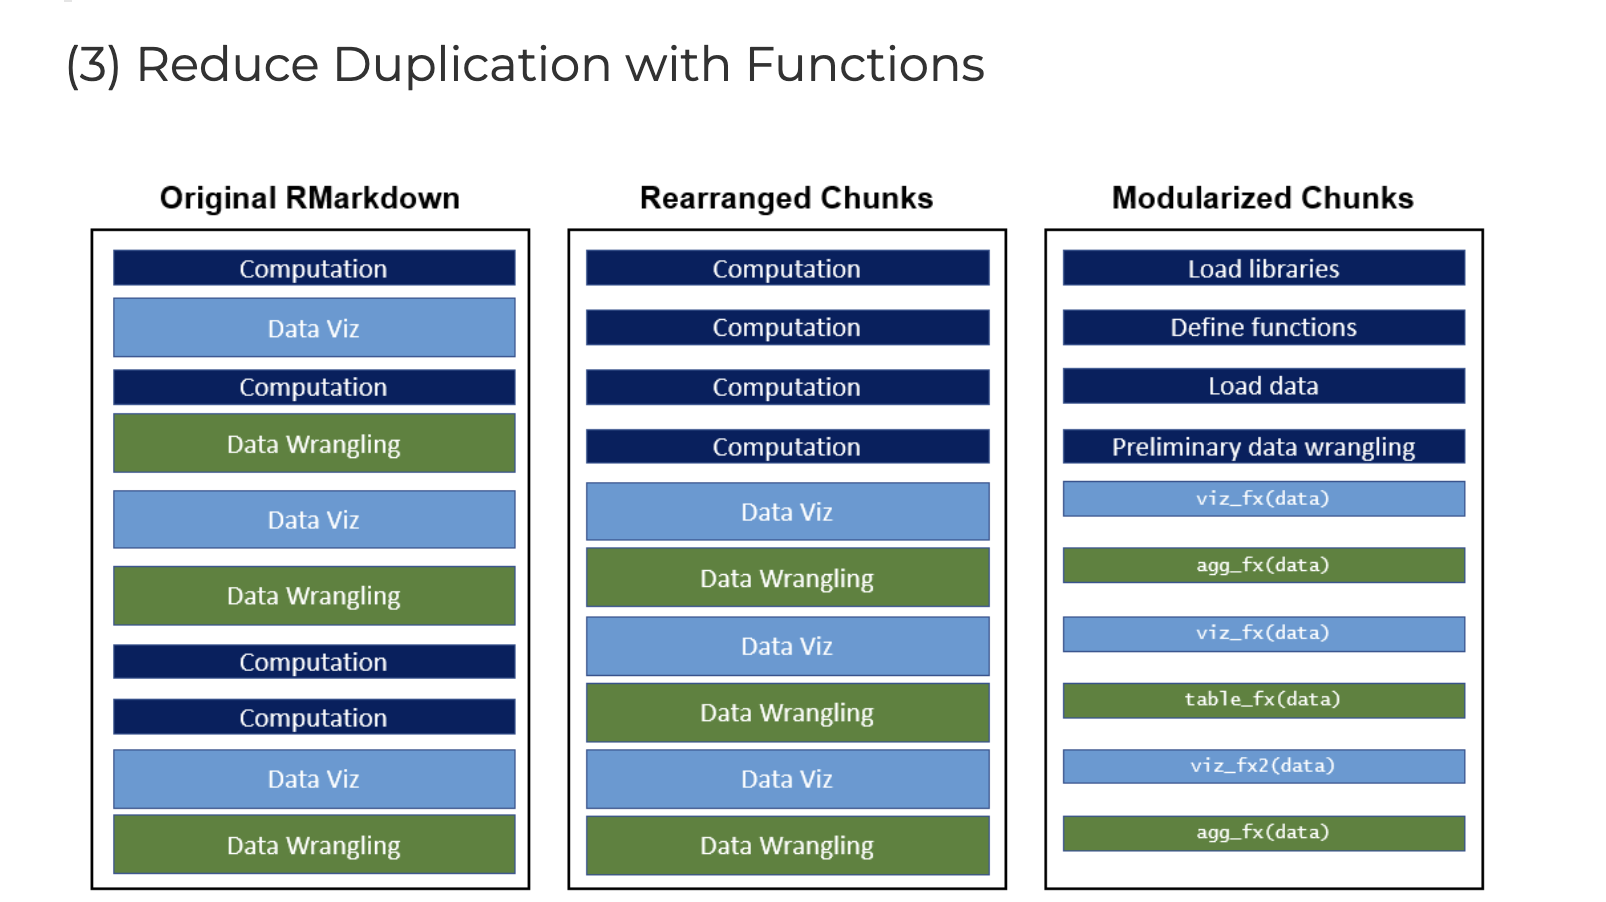 (3) Reduce Duplication with Functions
Original RMarkdown
Computation
Data Viz
Computation
Data Wrangling
Data Viz
Data Wrangling
Computation
Computation
Data Viz
Data Wrangling
Rearranged Chunks
Computation
Computation
Computation
Computation
Data Viz
Data Wrangling
Data Viz
Data Wrangling
Data Viz
Data Wrangling
Modularized Chunks
Load libraries
Define functions
Load data
Preliminary data wrangling
viz_fx(data)
agg_fx(data)
viz_fx(data)
table_fx(data)
viz_fx2(data)
agg_fx(data)